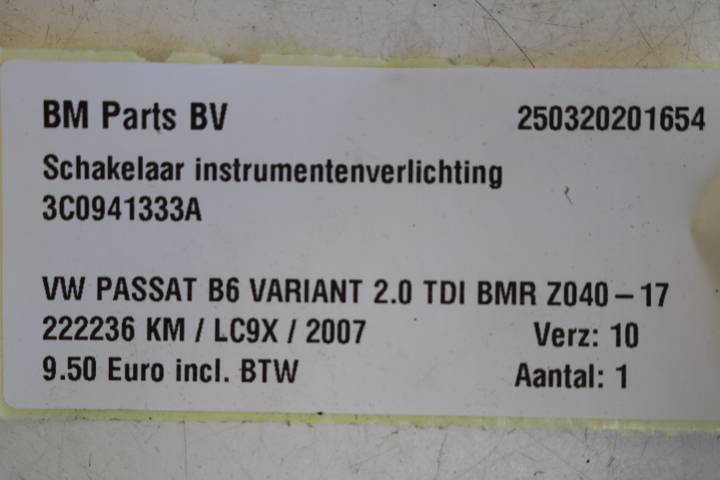 BM Parts BV 250320201654
Schakelaar instrumentenverlichting
3C0941333A
VW PASSAT B6 VARIANT 2.0 TDI BMR Z040-17
222236 KM / LC9X / 2007 Verz: 10
9.50 Euro incl. BTW Aantal: 1